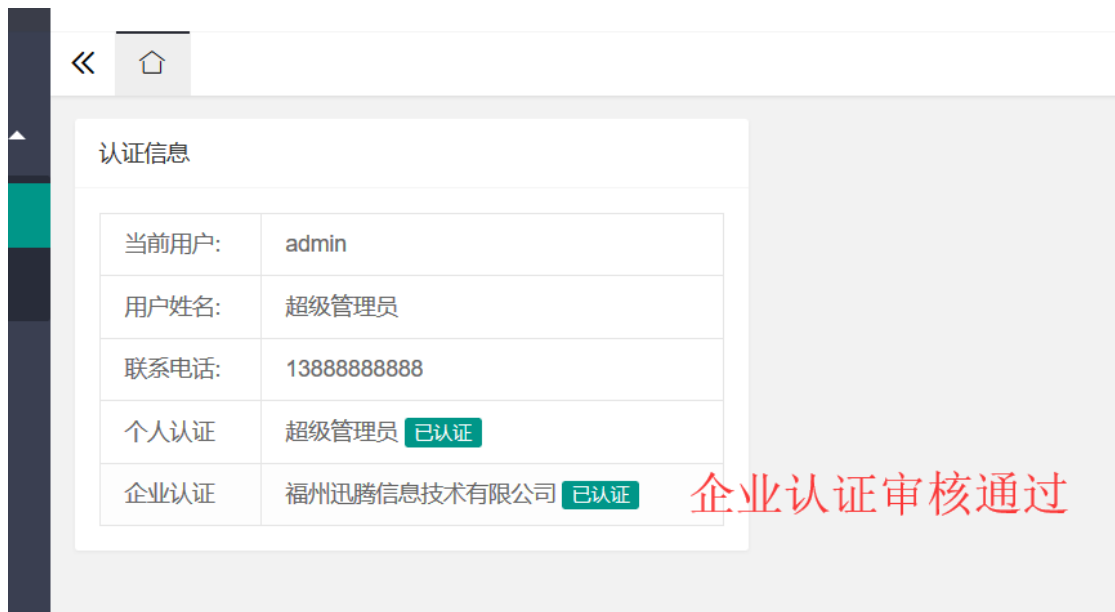 认证信息
当前用户: admin
用户姓名: 超级管理员
联系电话: 13888888888
个人认证 超级管理员 已认证
企业认证 福州迅腾信息技术有限公司 已认证 企业认证审核通过